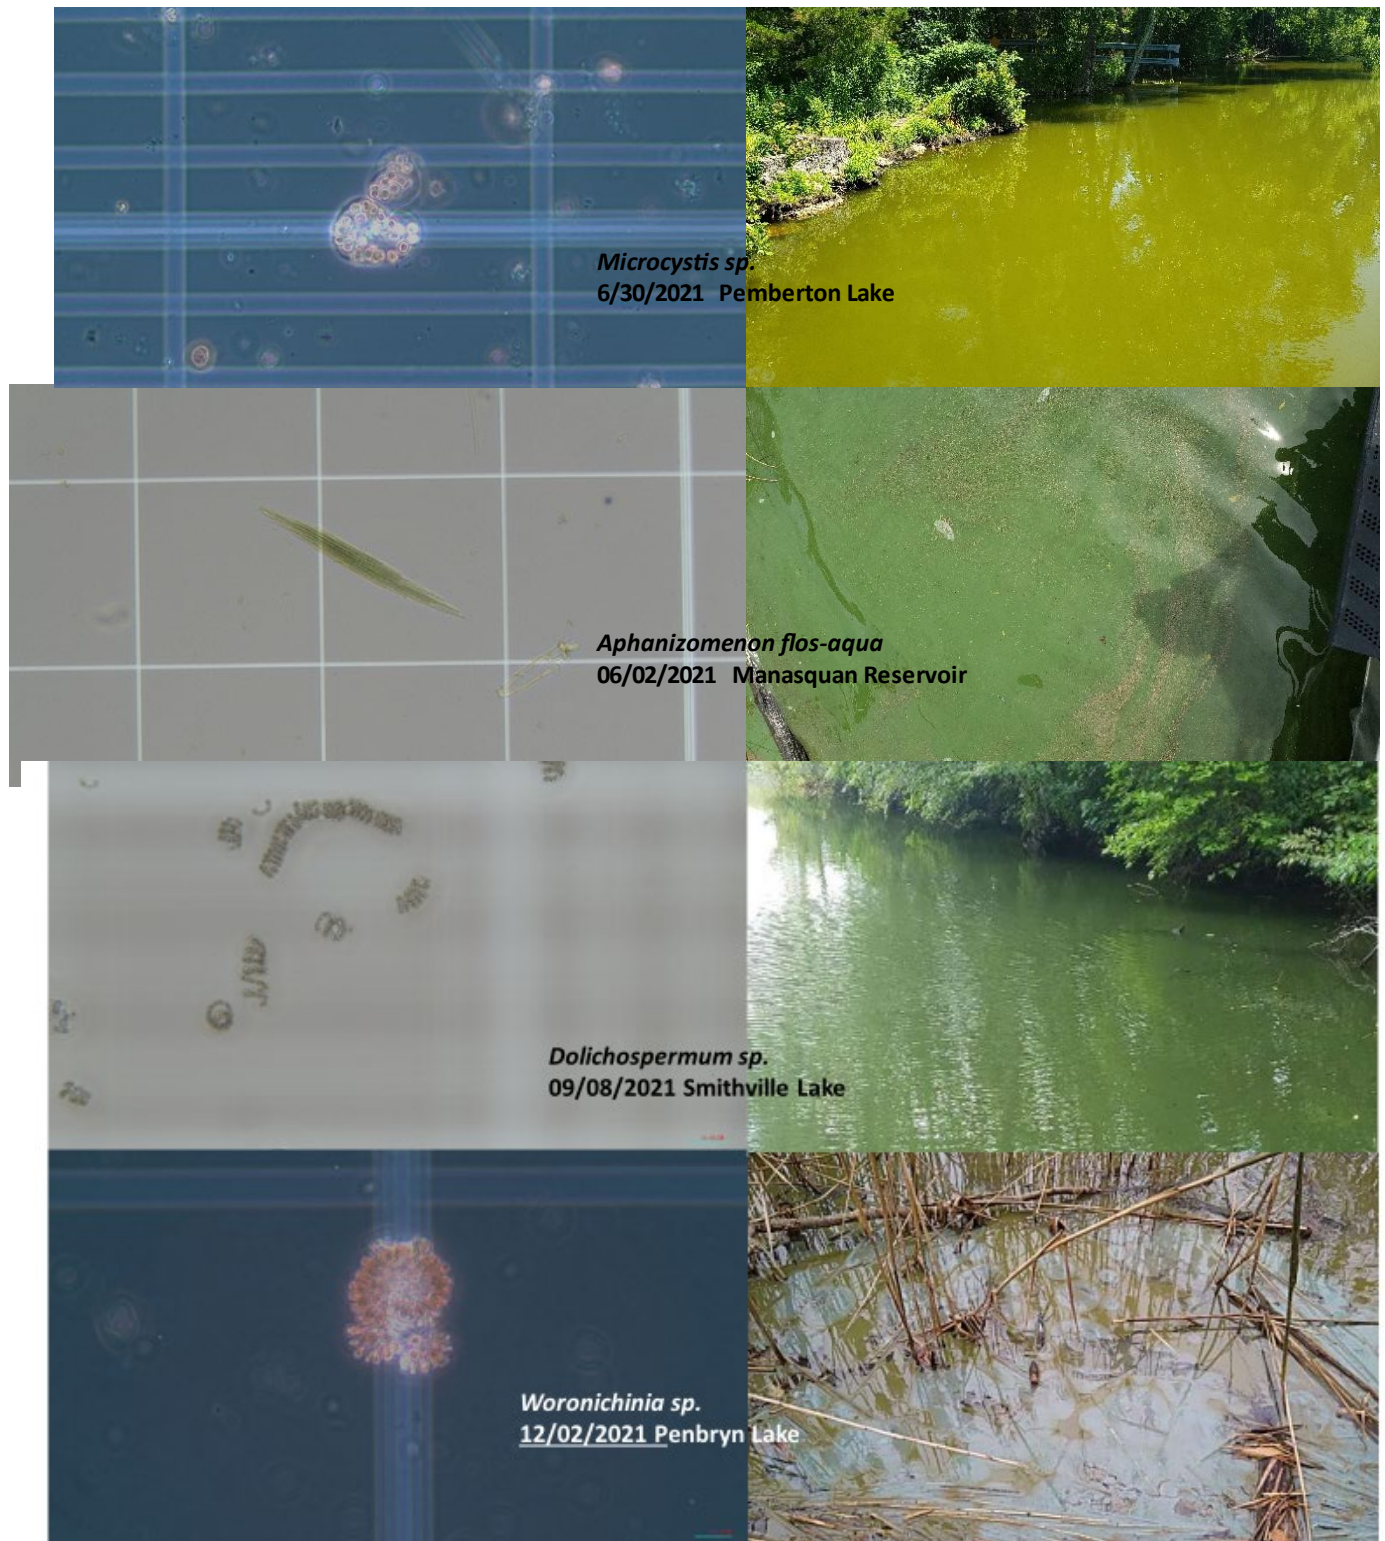 Microcystis sp.
6/30/2021 Pemberton Lake
Aphanizomenon flos-aqua
06/02/2021 Manasquan Reservoir
Dolichospermum sp.
09/08/2021 Smithville Lake
Woronichinia sp.
12/02/2021 Penbryn Lake